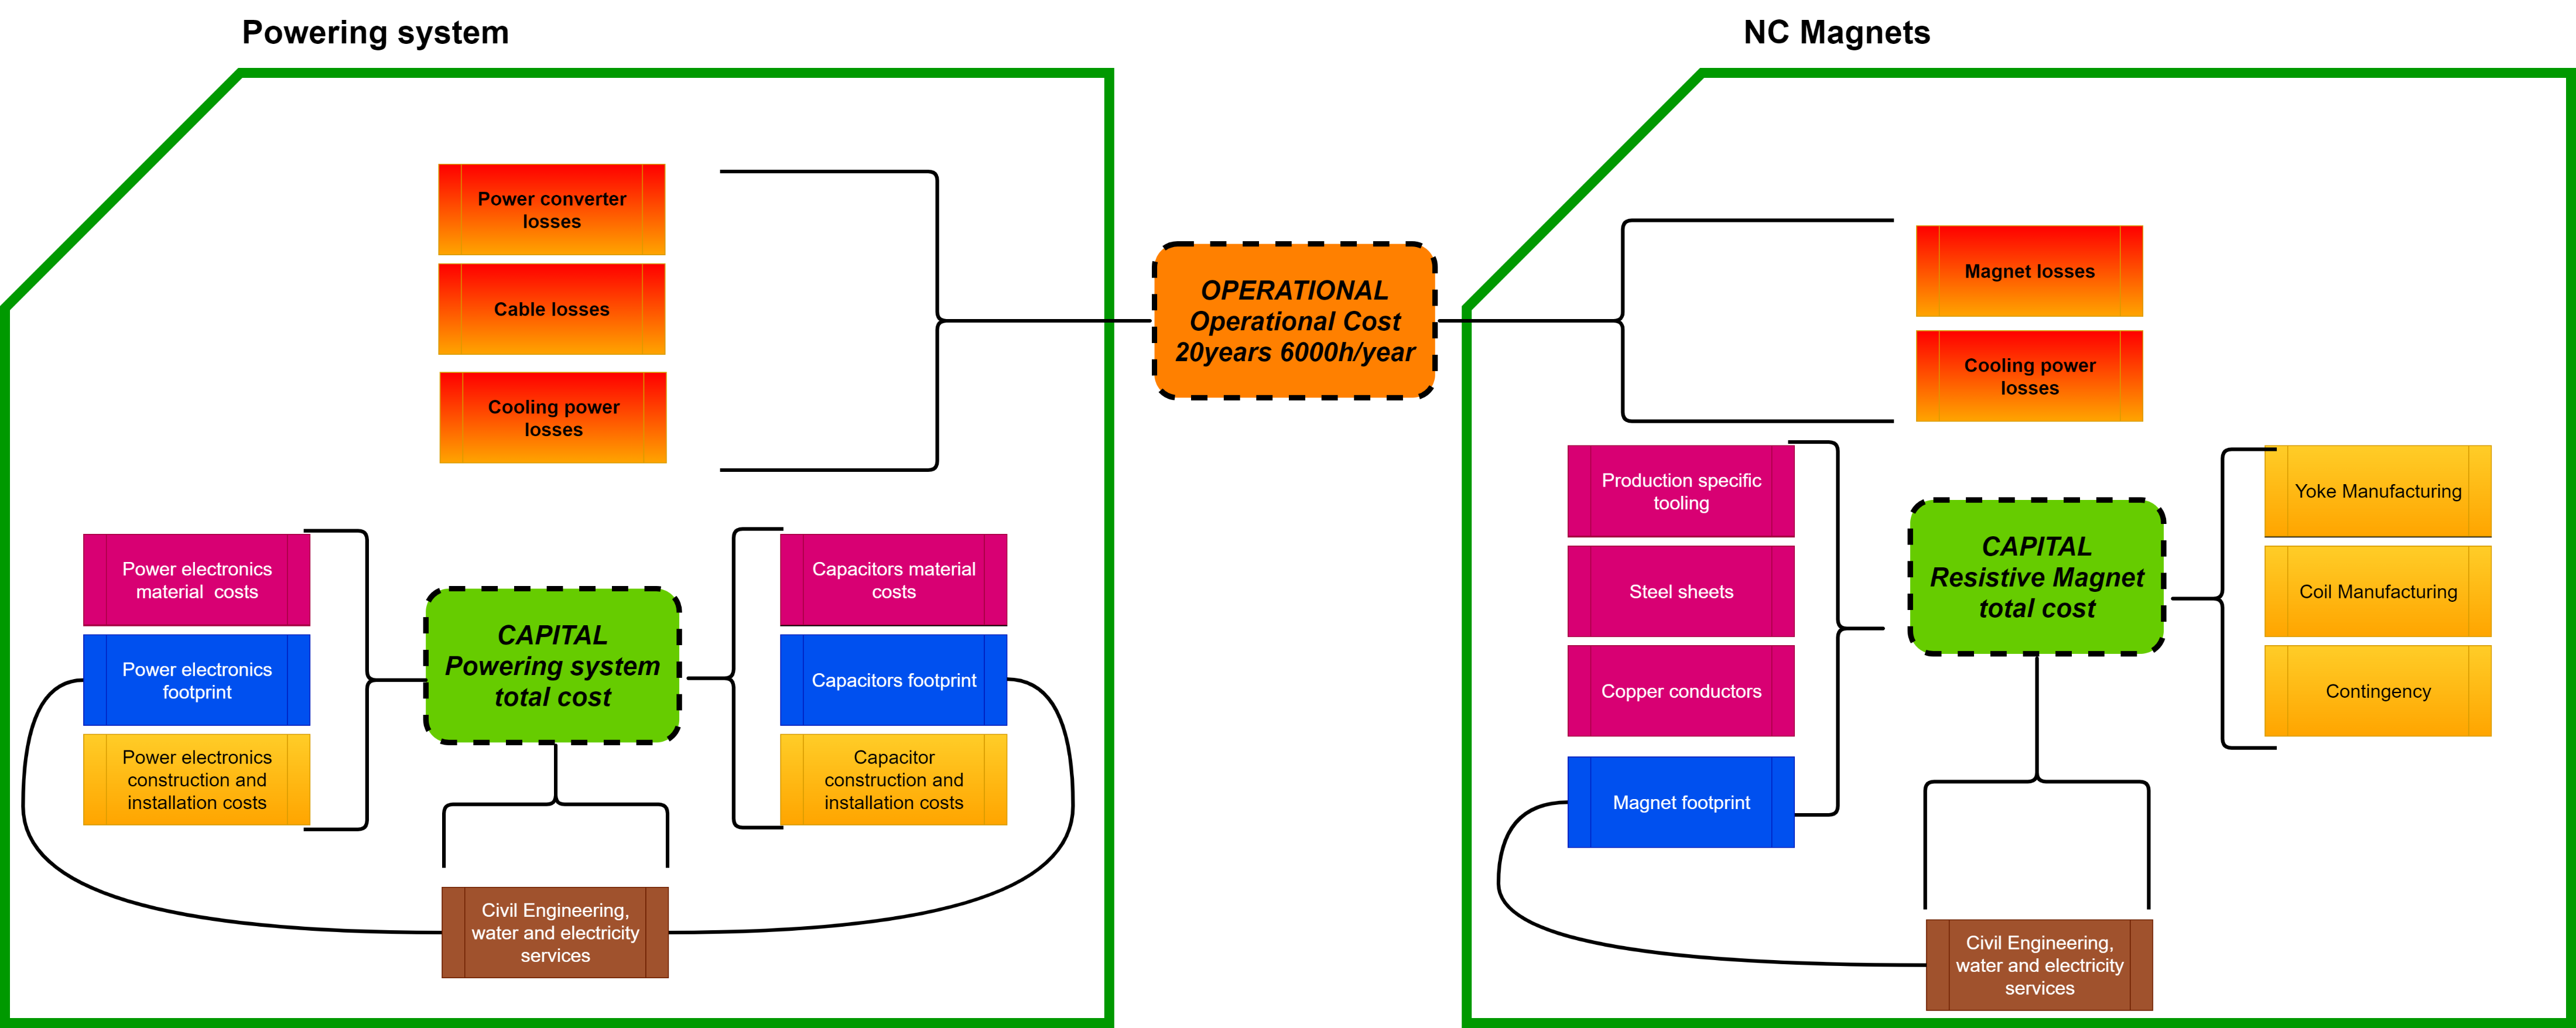 Powering system
NC Magnets
Power converter
losses
Cable losses
Cooling power
losses
OPERATIONAL
Operational Cost
20years 6000h/year
Magnet losses
Cooling power
losses
Power electronics
material  costs
Power electronics
footprint
Power electronics
construction and
installation costs
CAPITAL
Powering system
total cost
Capacitors material
costs
Capacitors footprint
Capacitor
construction and
installation costs
Civil Engineering,
water and electricity
services
Production specific
tooling
Steel sheets
Copper conductors
Magnet footprint
CAPITAL
Resistive Magnet
total cost
Yoke Manufacturing
Coil Manufacturing
Contingency
Civil Engineering,
water and electricity
services